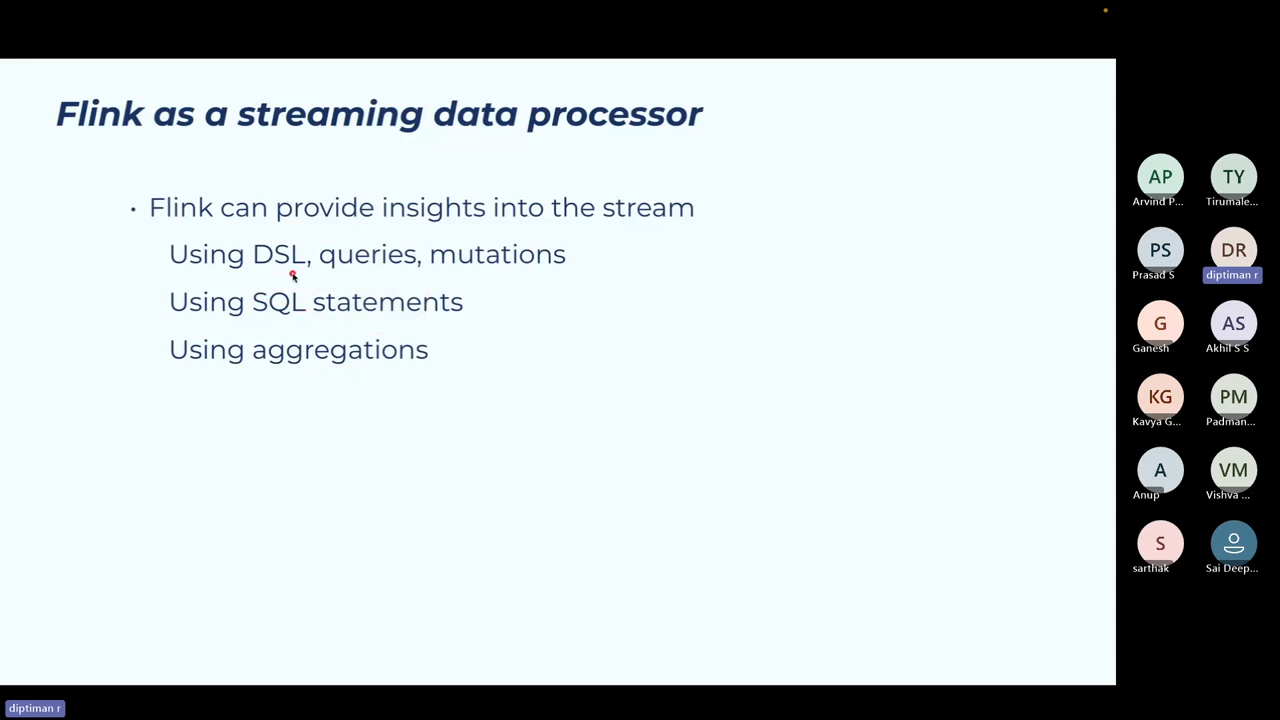 Flink as a streaming data processor
• Flink can provide insights into the stream
Using DSL, queries, mutations
Using SQL statements
Using aggregations
AP
Arvind P...
TY
Tirumale...
PS
Prasad S
DR
diptiman r
G
Ganesh
AS
Akhil S S
KG
Kavya G...
PM
Padman...
A
Anup
VM
Vishva ...
S
sarthak
Sai Deep...
diptiman r